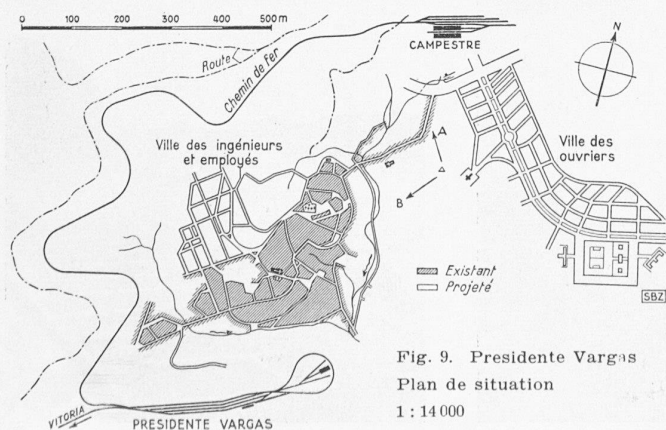 0 100 200 300 400 500 m
CAMPESTRE
N
Route
Chemin de fer
Ville des ingénieurs
et employés
Ville des
ouvriers
A
B
Existant
Projeté
SBZ
Fig. 9. Presidente Vargas
Plan de situation
1 : 14 000
VITORIA
PRESIDENTE VARGAS